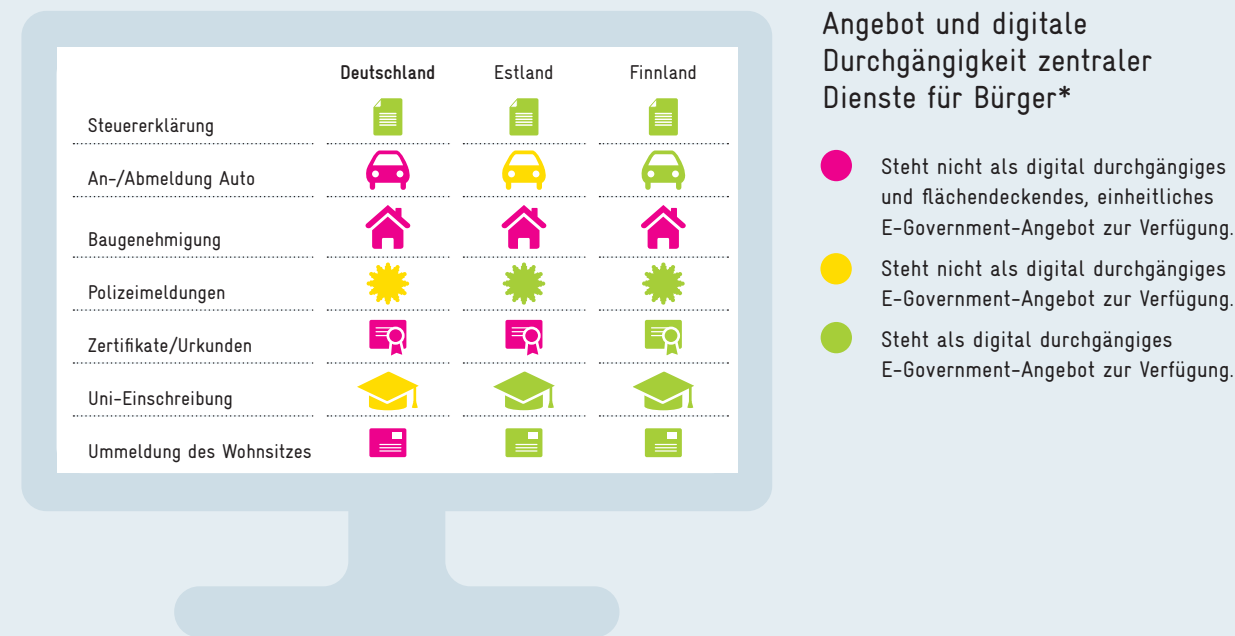 Deutschland Estland Finnland
Steuererklärung
An-/Abmeldung Auto
Baugenehmigung
Polizeimeldungen
Zertifikate/Urkunden
Uni-Einschreibung
Ummeldung des Wohnsitzes
Angebot und digitale
Durchgängigkeit zentraler
Dienste für Bürger*
Steht nicht als digital durchgängiges
und flächendeckendes, einheitliches
E-Government-Angebot zur Verfügung.
Steht nicht als digital durchgängiges
E-Government-Angebot zur Verfügung.
Steht als digital durchgängiges
E-Government-Angebot zur Verfügung.